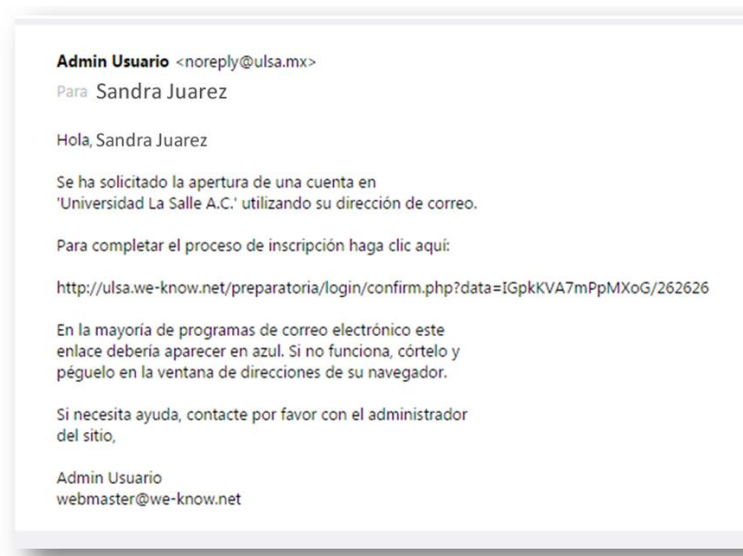 Admin Usuario <noreply@ulsa.mx>
Para Sandra Juarez
Hola, Sandra Juarez
Se ha solicitado la apertura de una cuenta en
'Universidad La Salle A.C.' utilizando su dirección de correo.
Para completar el proceso de inscripción haga clic aquí:
http://ulsa.we-know.net/preparatoria/login/confirm.php?data=IGpkKVA7mPpMXoG/262626
En la mayoría de programas de correo electrónico este
enlace debería aparecer en azul. Si no funciona, córtelo y
péguelo en la ventana de direcciones de su navegador.
Si necesita ayuda, contacte por favor con el administrador
del sitio,
Admin Usuario
webmaster@we-know.net